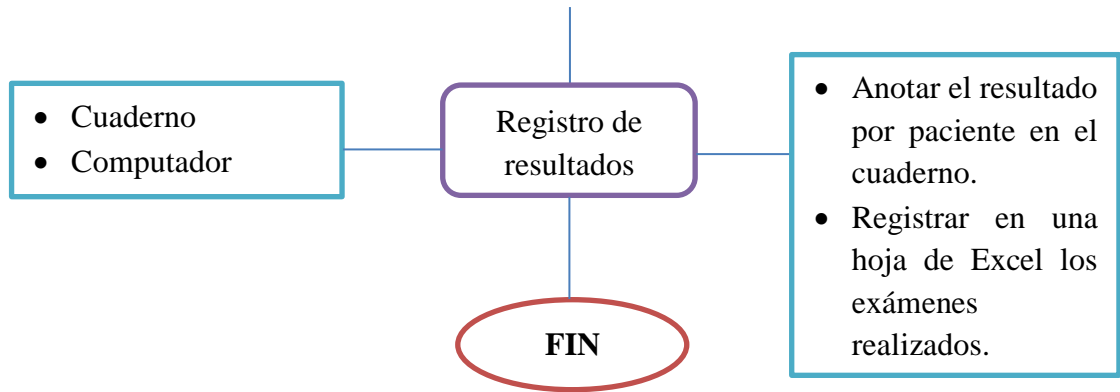 • Cuaderno
• Computador
Registro de
resultados
• Anotar el resultado
por paciente en el
cuaderno.
• Registrar en una
hoja de Excel los
exámenes
realizados.
FIN